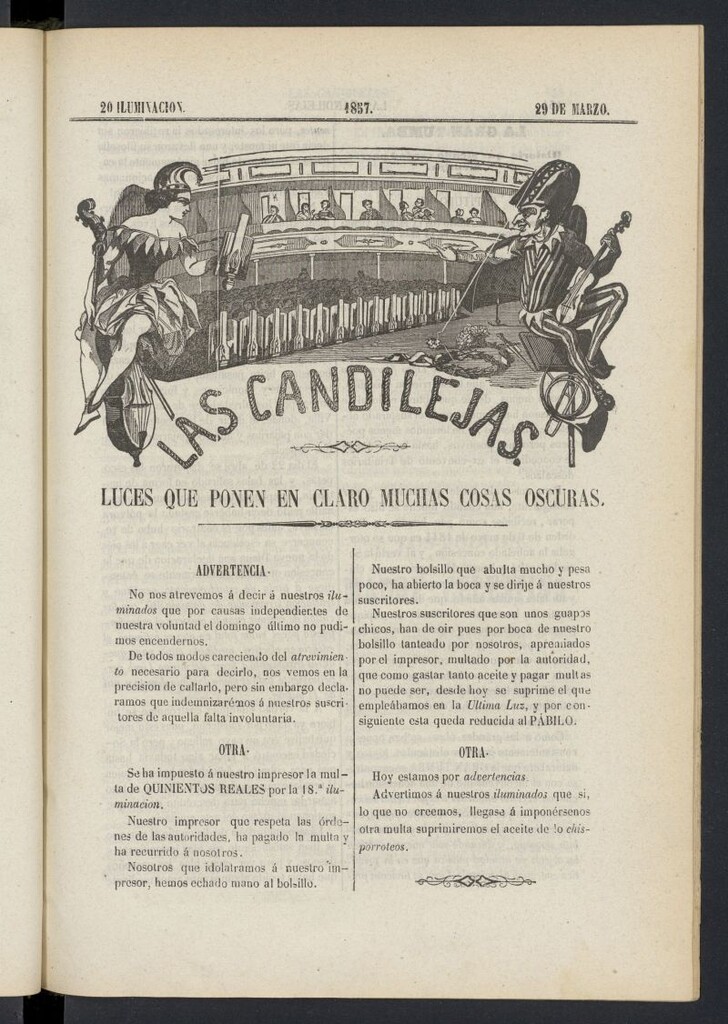 20 ILUMINACION. 1857. 29 DE MARZO.
LAS CANDILEJAS.
LUCES QUE PONEN EN CLARO MUCHAS COSAS OSCURAS.
ADVERTENCIA.
No nos atrevemos á decir á nuestros ilu-
minados que por causas independientes de
nuestra voluntad el domingo último no pudi-
mos encendernos.
De todos modos careciendo del atrevimien-
to necesario para decirlo, nos vemos en la
precision de callarlo, pero sin embargo decla-
ramos que indemnizarémos á nuestros suscri-
tores de aquella falta involuntaria.
OTRA.
Se ha impuesto á nuestro impresor la mul-
ta de QUINIENTOS REALES por la 18.ª ilu-
minacion.
Nuestro impresor que respeta las órde-
nes de las autoridades, ha pagado la multa y
ha recurrido á nosotros.
Nosotros que idolatramos á nuestro im-
presor, hemos echado mano al bolsillo.
Nuestro bolsillo que abulta mucho y pesa
poco, ha abierto la boca y se dirije á nuestros
suscritores.
Nuestros suscritores que son unos guapos
chicos, han de oir pues por boca de nuestro
bolsillo tanteado por nosotros, apremiados
por el impresor, multado por la autoridad,
que como gastar tanto aceite y pagar multas
no puede ser, desde hoy se suprime el que
empleábamos en la Ultima Luz, y por con-
siguiente esta queda reducida al PÁBILO.
OTRA.
Hoy estamos por advertencias.
Advertimos á nuestros iluminados que si,
lo que no creemos, llegase á imponérsenos
otra multa suprimiremos el aceite de lo chis-
porroteos.